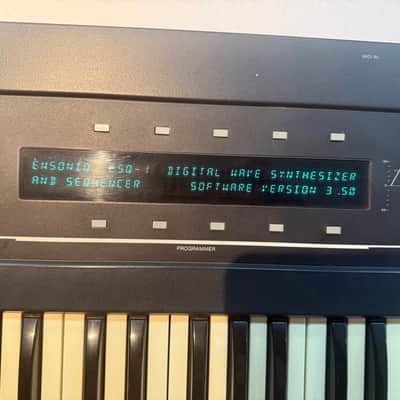 ENSONIQ ESQ-1 DIGITAL WAVE SYNTHESIZER
AND SEQUENCER SOFTWARE VERSION 3.50
PROGRAMMER